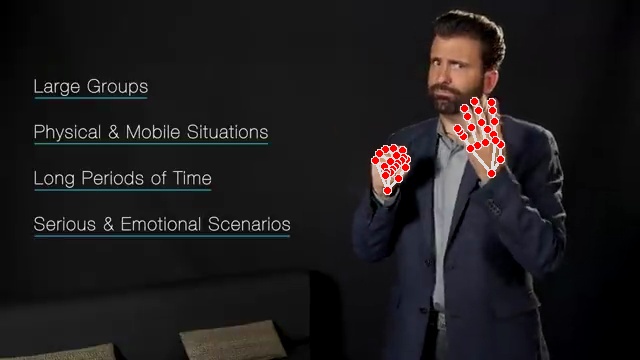 Large Groups
Physical & Mobile Situations
Long Periods of Time
Serious & Emotional Scenarios